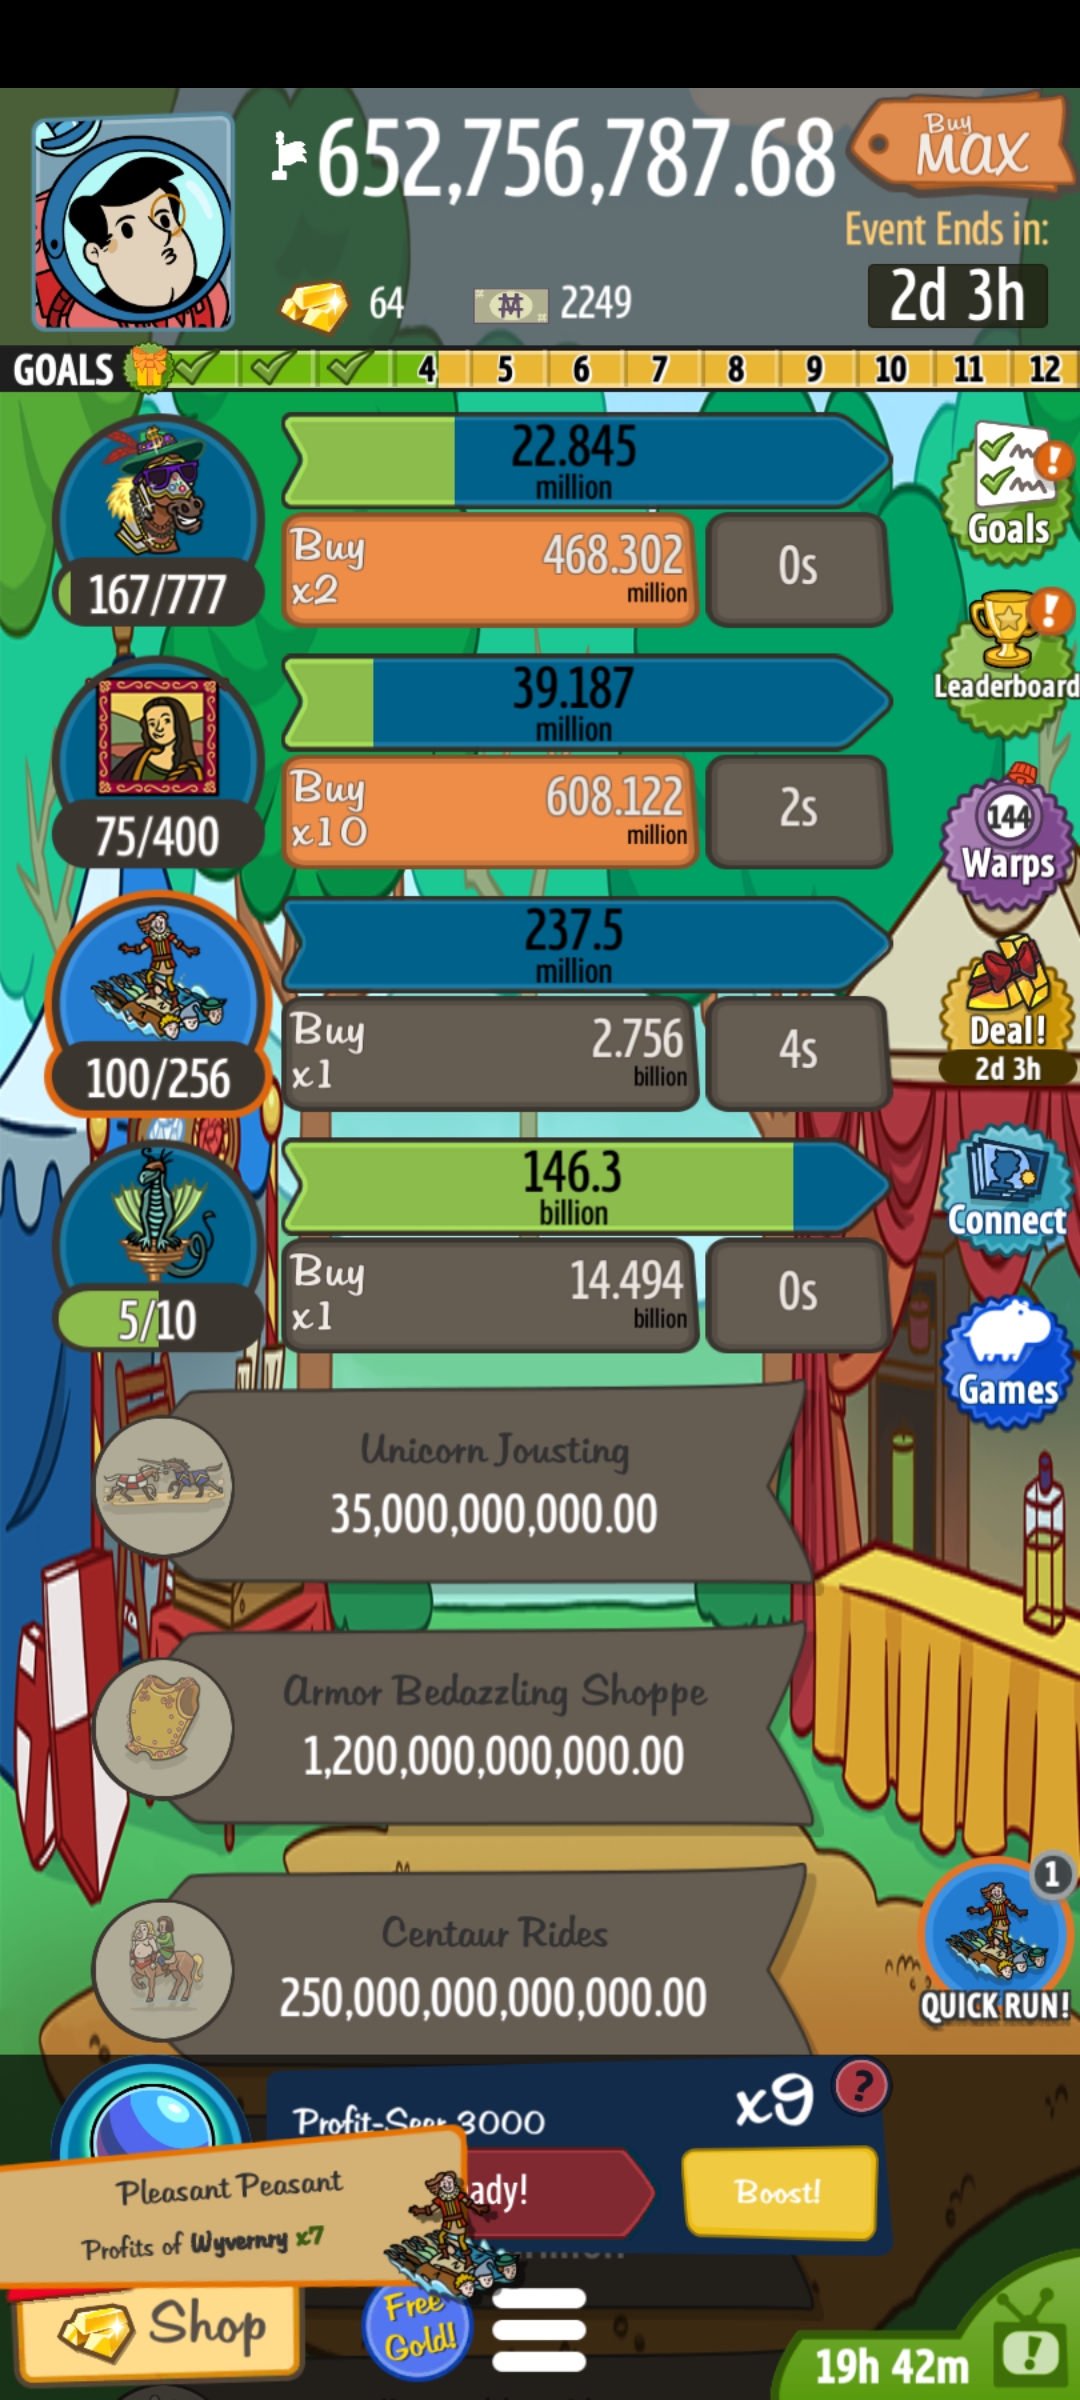 652,756,787.68
Buy
MAX
Event Ends in:
64
2249
2d 3h
GOALS
4
5
6
7
8
9
10
11
12
22.845
million
167/777
Buy
x2
468.302
million
0s
Goals
39.187
million
75/400
Buy
x10
608.122
million
2s
Leaderboard
144
Warps
237.5
million
100/256
Buy
x1
2.756
billion
4s
Deal!
2d 3h
146.3
billion
5/10
Buy
x1
14.494
billion
0s
Connect
Games
Unicorn Jousting
35,000,000,000.00
Armor Bedazzling Shoppe
1,200,000,000,000.00
Centaur Rides
250,000,000,000,000.00
1
QUICK RUN!
Profit-Seer 3000
x9
?
ady!
Boost!
Pleasant Peasant
Profits of Wyvernry x7
Shop
Free
Gold!
19h 42m